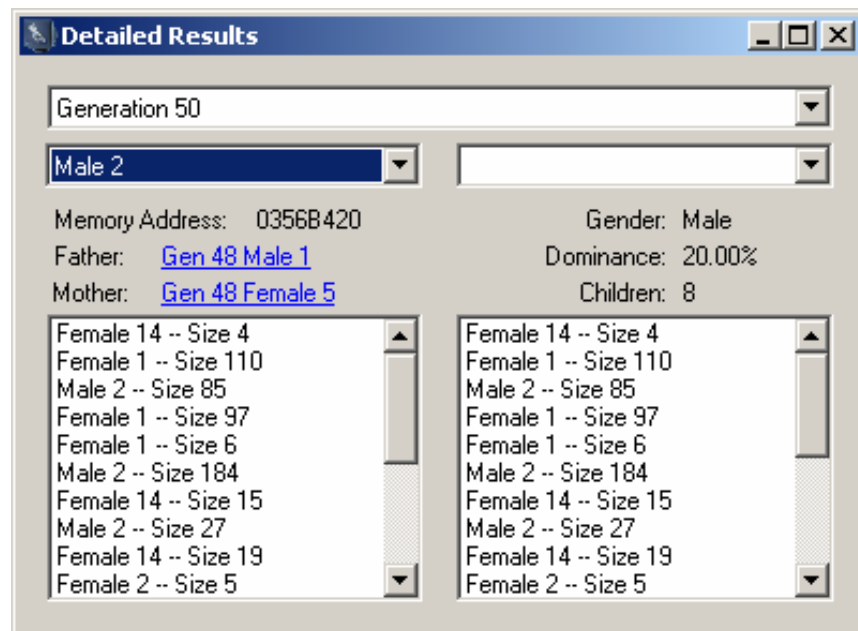 Detailed Results
Generation 50
Male 2
Memory Address: 0356B420
Gender: Male
Father: Gen 48 Male 1
Dominance: 20.00%
Mother: Gen 48 Female 5
Children: 8
Female 14 -- Size 4
Female 1 -- Size 110
Male 2 -- Size 85
Female 1 -- Size 97
Female 1 -- Size 6
Male 2 -- Size 184
Female 14 -- Size 15
Male 2 -- Size 27
Female 14 -- Size 19
Female 2 -- Size 5
Female 14 -- Size 4
Female 1 -- Size 110
Male 2 -- Size 85
Female 1 -- Size 97
Female 1 -- Size 6
Male 2 -- Size 184
Female 14 -- Size 15
Male 2 -- Size 27
Female 14 -- Size 19
Female 2 -- Size 5